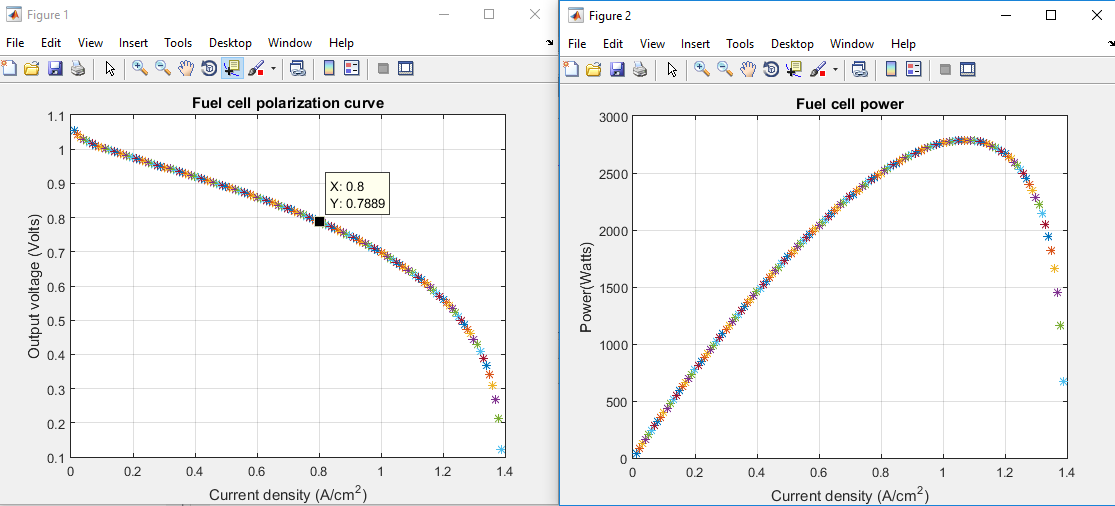 Figure 1
File Edit View Insert Tools Desktop Window Help
Fuel cell polarization curve
1.1
1
0.9
0.8
0.7
0.6
0.5
0.4
0.3
0.2
0.1
Output voltage (Volts)
X: 0.8
Y: 0.7889
0 0.2 0.4 0.6 0.8 1 1.2 1.4
Current density (A/cm²)
Figure 2
File Edit View Insert Tools Desktop Window Help
Fuel cell power
3000
2500
2000
1500
1000
500
0
Power(Watts)
0 0.2 0.4 0.6 0.8 1 1.2 1.4
Current density (A/cm²)